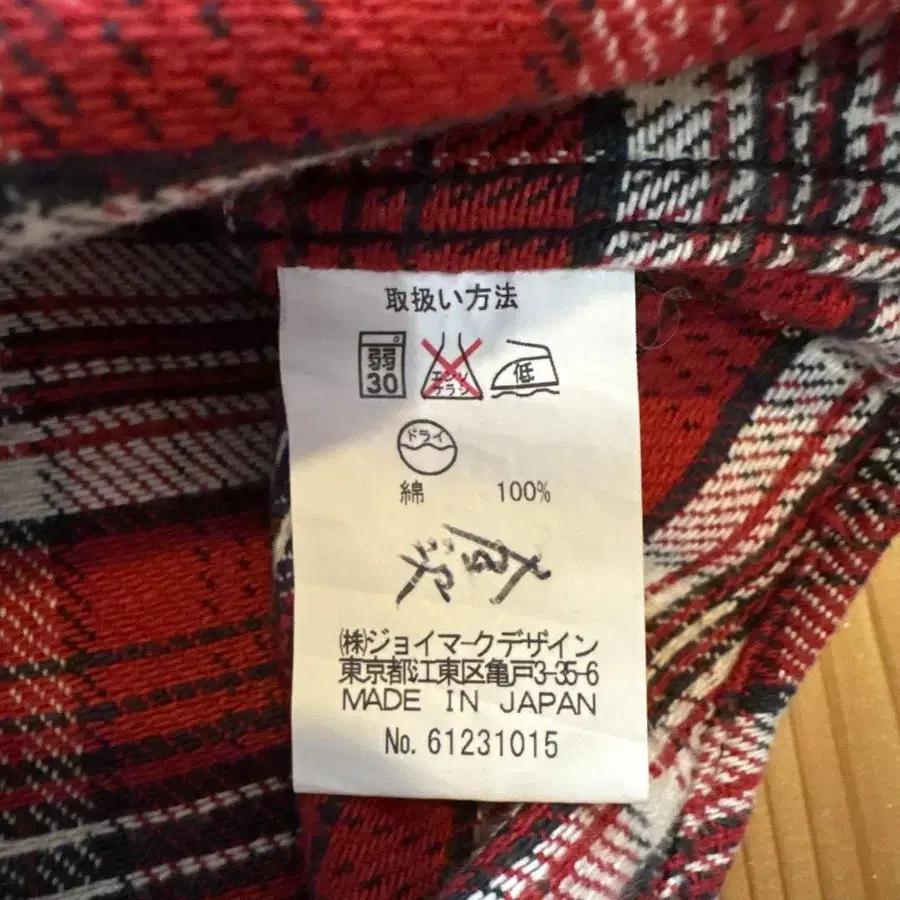 取扱い方法
弱
30
エンソ
ブラシ
低
ドライ
綿 100%
㈱ジョイマークデザイン
東京都江東区亀戸3-35-6
MADE IN JAPAN
No. 61231015